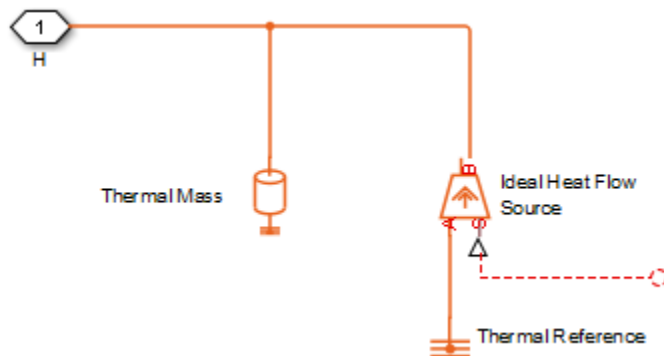 1
H
B
Thermal Mass
Ideal Heat Flow
Source
A
S
Thermal Reference